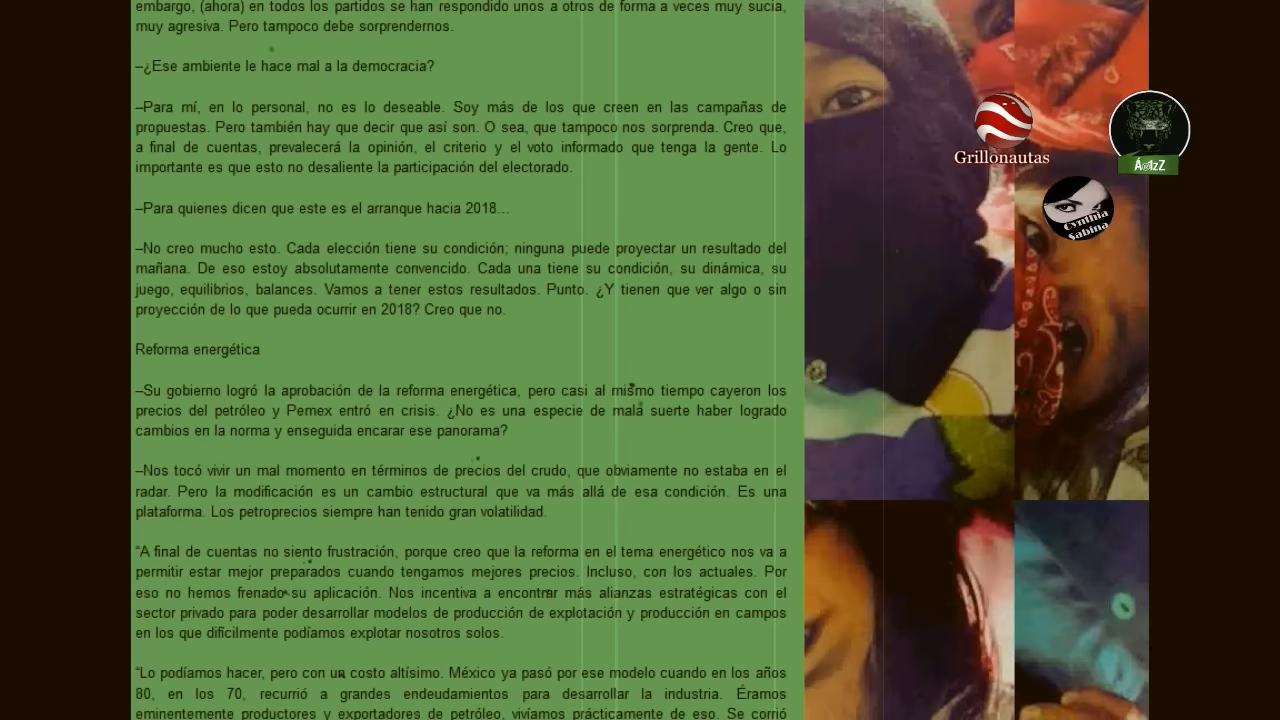 embargo, (ahora) en todos los partidos se han respondido unos a otros de forma a veces muy sucia,
muy agresiva. Pero tampoco debe sorprendernos.
–¿Ese ambiente le hace mal a la democracia?
–Para mí, en lo personal, no es lo deseable. Soy más de los que creen en las campañas de
propuestas. Pero también hay que decir que así son. O sea, que tampoco nos sorprenda. Creo que,
a final de cuentas, prevalecerá la opinión, el criterio y el voto informado que tenga la gente. Lo
importante es que esto no desaliente la participación del electorado.
–Para quienes dicen que este es el arranque hacia 2018...
–No creo mucho esto. Cada elección tiene su condición; ninguna puede proyectar un resultado del
mañana. De eso estoy absolutamente convencido. Cada una tiene su condición, su dinámica, su
juego, equilibrios, balances. Vamos a tener estos resultados. Punto. ¿Y tienen que ver algo o sin
proyección de lo que pueda ocurrir en 2018? Creo que no.
Reforma energética
–Su gobierno logró la aprobación de la reforma energética, pero casi al mismo tiempo cayeron los
precios del petróleo y Pemex entró en crisis. ¿No es una especie de mala suerte haber logrado
cambios en la norma y enseguida encarar ese panorama?
–Nos tocó vivir un mal momento en términos de precios del crudo, que obviamente no estaba en el
radar. Pero la modificación es un cambio estructural que va más allá de esa condición. Es una
plataforma. Los petroprecios siempre han tenido gran volatilidad.
“A final de cuentas no siento frustración, porque creo que la reforma en el tema energético nos va a
permitir estar mejor preparados cuando tengamos mejores precios. Incluso, con los actuales. Por
eso no hemos frenado su aplicación. Nos incentiva a encontrar más alianzas estratégicas con el
sector privado para poder desarrollar modelos de producción de explotación y producción en campos
en los que difícilmente podíamos explotar nosotros solos.
“Lo podíamos hacer, pero con un costo altísimo. México ya pasó por ese modelo cuando en los años
80, en los 70, recurrió a grandes endeudamientos para desarrollar la industria. Éramos
eminentemente productores y exportadores de petróleo, vivíamos prácticamente de eso. Se corrió
Grillonautas
Cynthia
Sabina